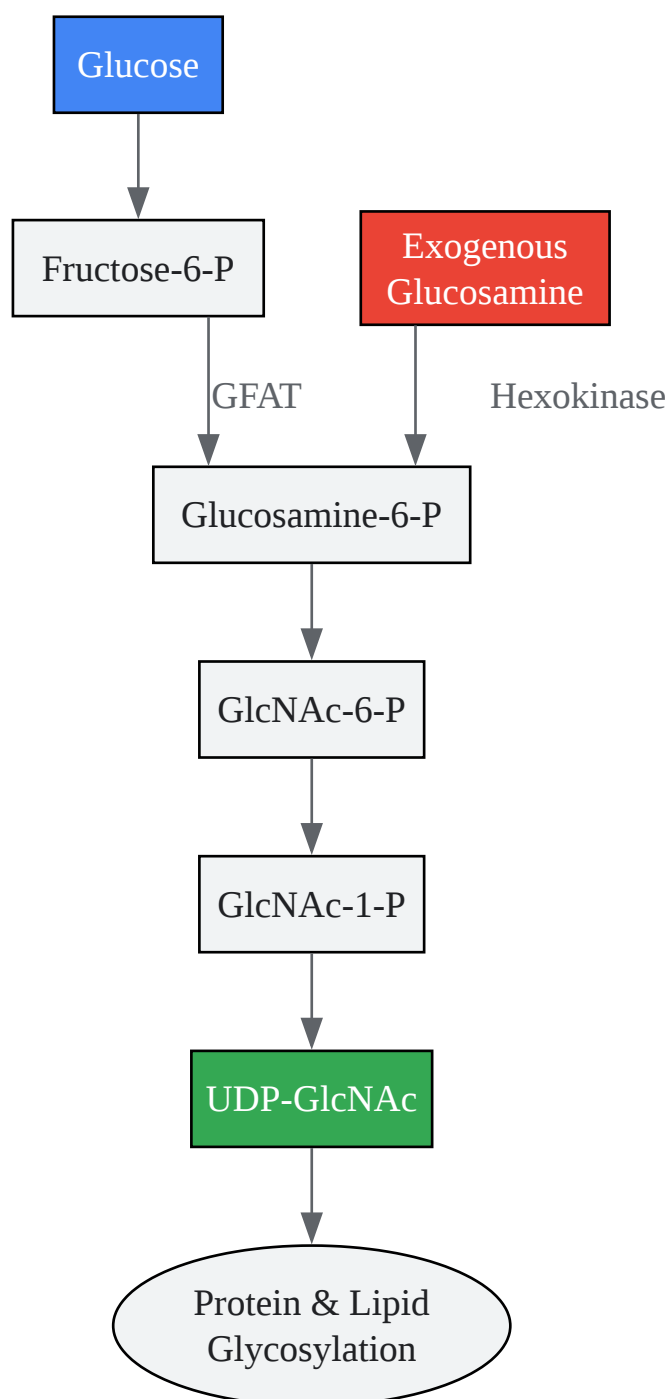 Glucose
Fructose-6-P
Exogenous
Glucosamine
GFAT
Hexokinase
Glucosamine-6-P
GlcNAc-6-P
GlcNAc-1-P
UDP-GlcNAc
Protein & Lipid
Glycosylation